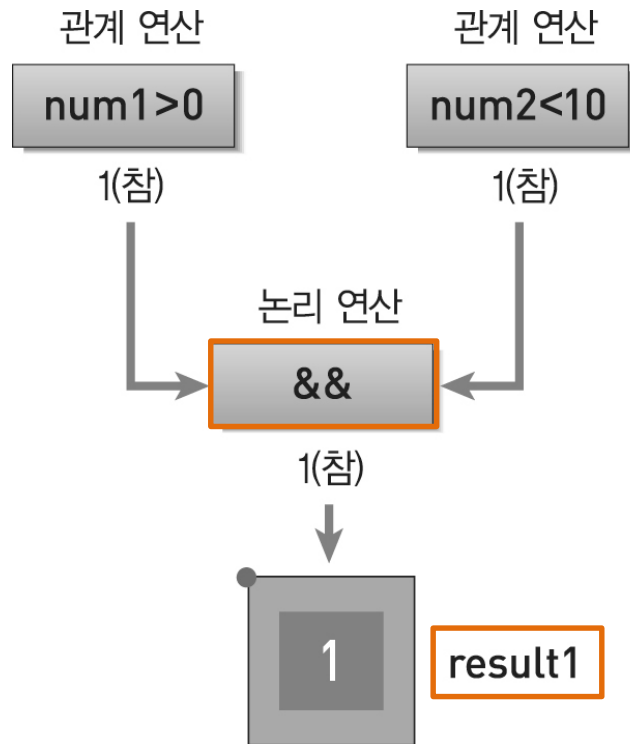 관계 연산
관계 연산
num1>0
num2<10
1(참)
1(참)
논리 연산
&&
1(참)
1
result1